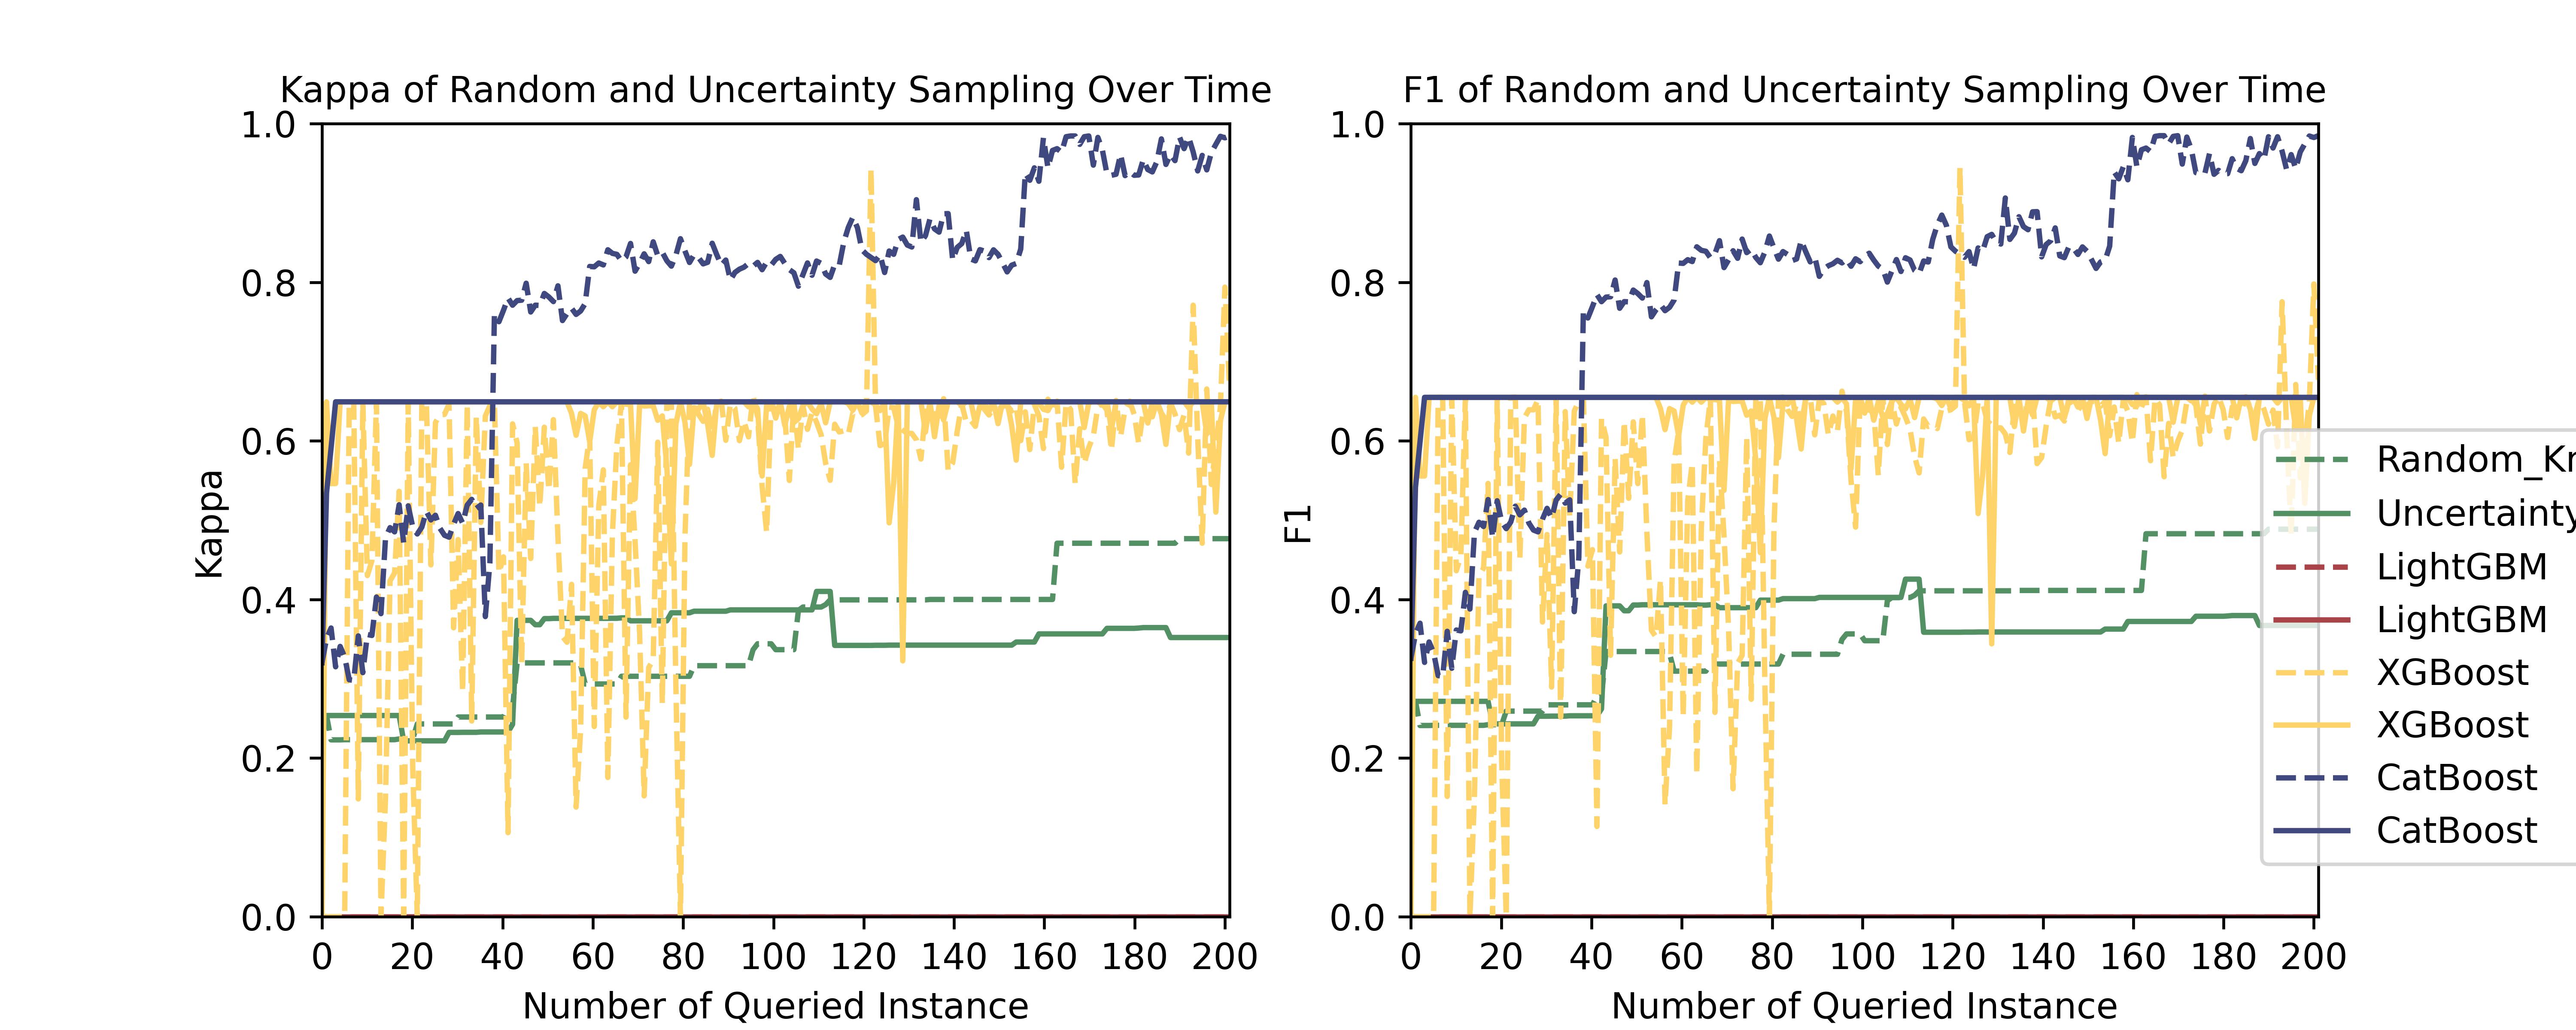 Kappa of Random and Uncertainty Sampling Over Time
1.0
0.8
0.6
0.4
0.2
0.0
Kappa
0 20 40 60 80 100 120 140 160 180 200
Number of Queried Instance
F1 of Random and Uncertainty Sampling Over Time
1.0
0.8
0.6
0.4
0.2
0.0
F1
0 20 40 60 80 100 120 140 160 180 200
Number of Queried Instance
Random_Kn
Uncertainty
LightGBM
LightGBM
XGBoost
XGBoost
CatBoost
CatBoost